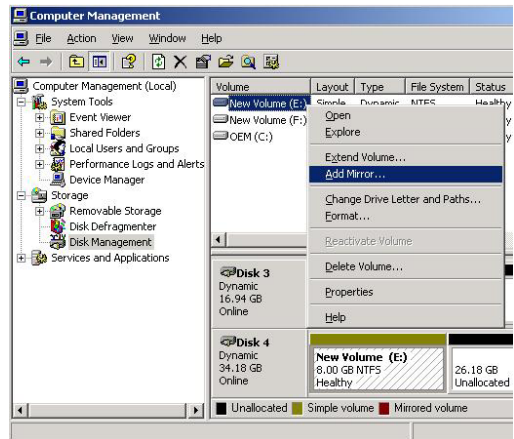 Computer Management
File Action View Window Help
Computer Management (Local)
System Tools
Event Viewer
Shared Folders
Local Users and Groups
Performance Logs and Alerts
Device Manager
Storage
Removable Storage
Disk Defragmenter
Disk Management
Services and Applications
Volume Layout Type File System Status
New Volume (E:) Simple Dynamic NTFS Healthy
New Volume (F:)
OEM (C:)
Open
Explore
Extend Volume...
Add Mirror...
Change Drive Letter and Paths...
Format...
Reactivate Volume
Delete Volume...
Properties
Help
Disk 3
Dynamic
16.94 GB
Online
Disk 4
Dynamic
34.18 GB
Online
New Volume (E:)
8.00 GB NTFS
Healthy
26.18 GB
Unallocated
Unallocated Simple volume Mirrored volume